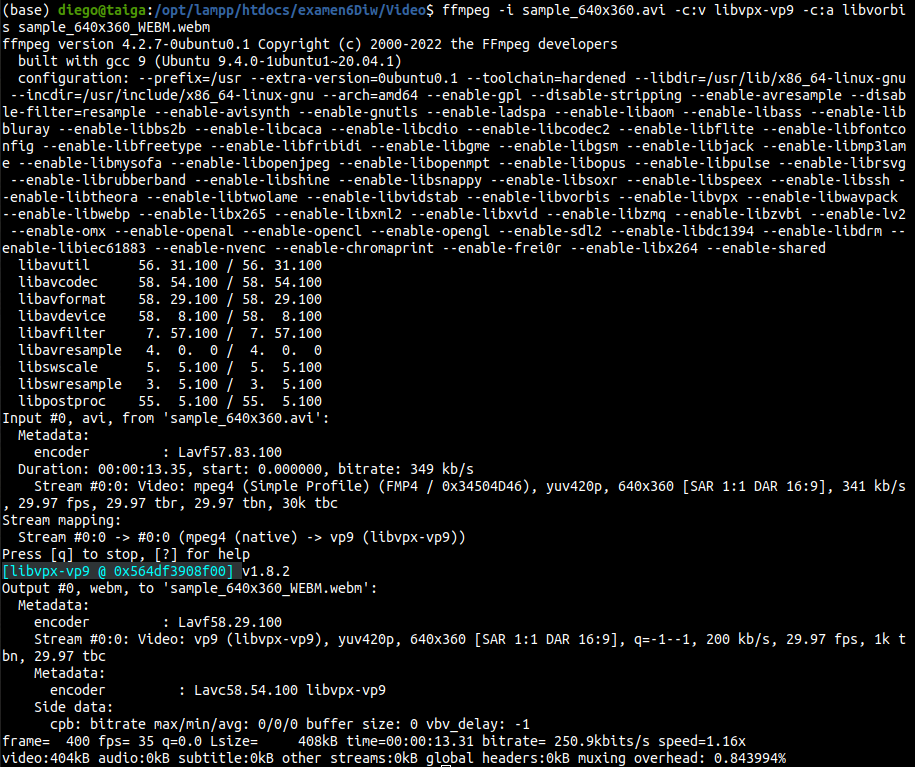 (base) diego@taiga:/opt/lampp/htdocs/examen6Diw/Video$ ffmpeg -i sample_640x360.avi -c:v libvpx-vp9 -c:a libvorbi
s sample_640x360_WEBM.webm
ffmpeg version 4.2.7-0ubuntu0.1 Copyright (c) 2000-2022 the FFmpeg developers
  built with gcc 9 (Ubuntu 9.4.0-1ubuntu1~20.04.1)
  configuration: --prefix=/usr --extra-version=0ubuntu0.1 --toolchain=hardened --libdir=/usr/lib/x86_64-linux-gnu
 --incdir=/usr/include/x86_64-linux-gnu --arch=amd64 --enable-gpl --disable-stripping --enable-avresample --disab
le-filter=resample --enable-avisynth --enable-gnutls --enable-ladspa --enable-libaom --enable-libass --enable-lib
bluray --enable-libbs2b --enable-libcaca --enable-libcdio --enable-libcodec2 --enable-libflite --enable-libfontco
nfig --enable-libfreetype --enable-libfribidi --enable-libgme --enable-libgsm --enable-libjack --enable-libmp3lam
e --enable-libmysofa --enable-libopenjpeg --enable-libopenmpt --enable-libopus --enable-libpulse --enable-librsvg
 --enable-librubberband --enable-libshine --enable-libsnappy --enable-libsoxr --enable-libspeex --enable-libssh -
-enable-libtheora --enable-libtwolame --enable-libvidstab --enable-libvorbis --enable-libvpx --enable-libwavpack
--enable-libwebp --enable-libx265 --enable-libxml2 --enable-libxvid --enable-libzmq --enable-libzvbi --enable-lv2
 --enable-omx --enable-openal --enable-opencl --enable-opengl --enable-sdl2 --enable-libdc1394 --enable-libdrm --
enable-libiec61883 --enable-nvenc --enable-chromaprint --enable-frei0r --enable-libx264 --enable-shared
  libavutil      56. 31.100 / 56. 31.100
  libavcodec     58. 54.100 / 58. 54.100
  libavformat    58. 29.100 / 58. 29.100
  libavdevice    58.  8.100 / 58.  8.100
  libavfilter     7. 57.100 /  7. 57.100
  libavresample   4.  0.  0 /  4.  0.  0
  libswscale      5.  5.100 /  5.  5.100
  libswresample   3.  5.100 /  3.  5.100
  libpostproc    55.  5.100 / 55.  5.100
Input #0, avi, from 'sample_640x360.avi':
  Metadata:
    encoder         : Lavf57.83.100
  Duration: 00:00:13.35, start: 0.000000, bitrate: 349 kb/s
    Stream #0:0: Video: mpeg4 (Simple Profile) (FMP4 / 0x34504D46), yuv420p, 640x360 [SAR 1:1 DAR 16:9], 341 kb/s
, 29.97 fps, 29.97 tbr, 29.97 tbn, 30k tbc
Stream mapping:
  Stream #0:0 -> #0:0 (mpeg4 (native) -> vp9 (libvpx-vp9))
Press [q] to stop, [?] for help
[libvpx-vp9 @ 0x564df3908f00] v1.8.2
Output #0, webm, to 'sample_640x360_WEBM.webm':
  Metadata:
    encoder         : Lavf58.29.100
    Stream #0:0: Video: vp9 (libvpx-vp9), yuv420p, 640x360 [SAR 1:1 DAR 16:9], q=-1--1, 200 kb/s, 29.97 fps, 1k t
bn, 29.97 tbc
    Metadata:
      encoder         : Lavc58.54.100 libvpx-vp9
    Side data:
      cpb: bitrate max/min/avg: 0/0/0 buffer size: 0 vbv_delay: -1
frame=  400 fps= 35 q=0.0 Lsize=     408kB time=00:00:13.31 bitrate= 250.9kbits/s speed=1.16x
video:404kB audio:0kB subtitle:0kB other streams:0kB global headers:0kB muxing overhead: 0.843994%